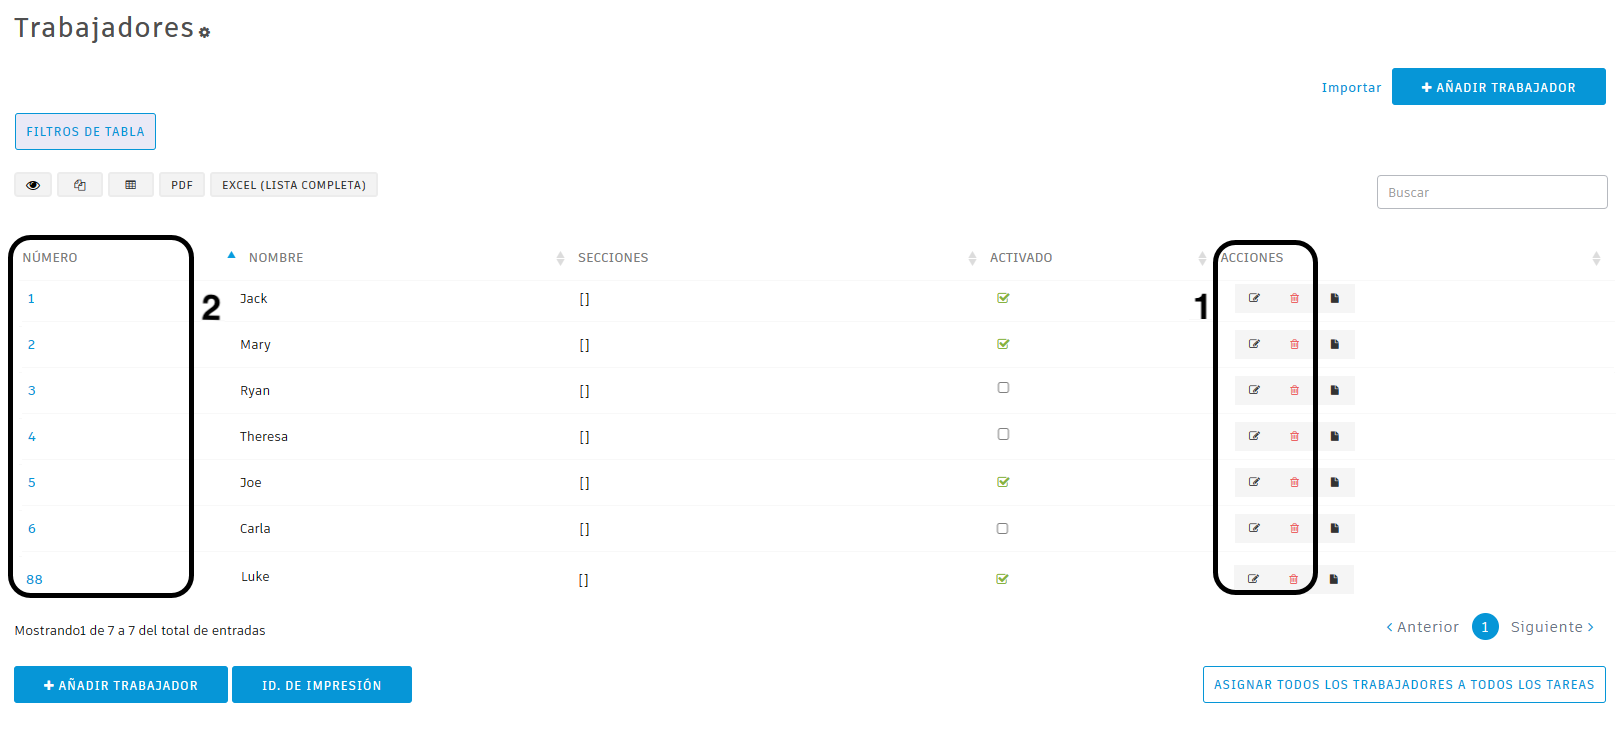 Trabajadores
Importar
AÑADIR TRABAJADOR
FILTROS DE TABLA
PDF
EXCEL (LISTA COMPLETA)
Buscar
NÚMERO NOMBRE SECCIONES ACTIVADO ACCIONES
1 Jack []
2 1
2 Mary []
3 Ryan []
4 Theresa []
5 Joe []
6 Carla []
88 Luke []
Mostrando1 de 7 a 7 del total de entradas
Anterior 1 Siguiente
AÑADIR TRABAJADOR
ID. DE IMPRESIÓN
ASIGNAR TODOS LOS TRABAJADORES A TODOS LOS TAREAS